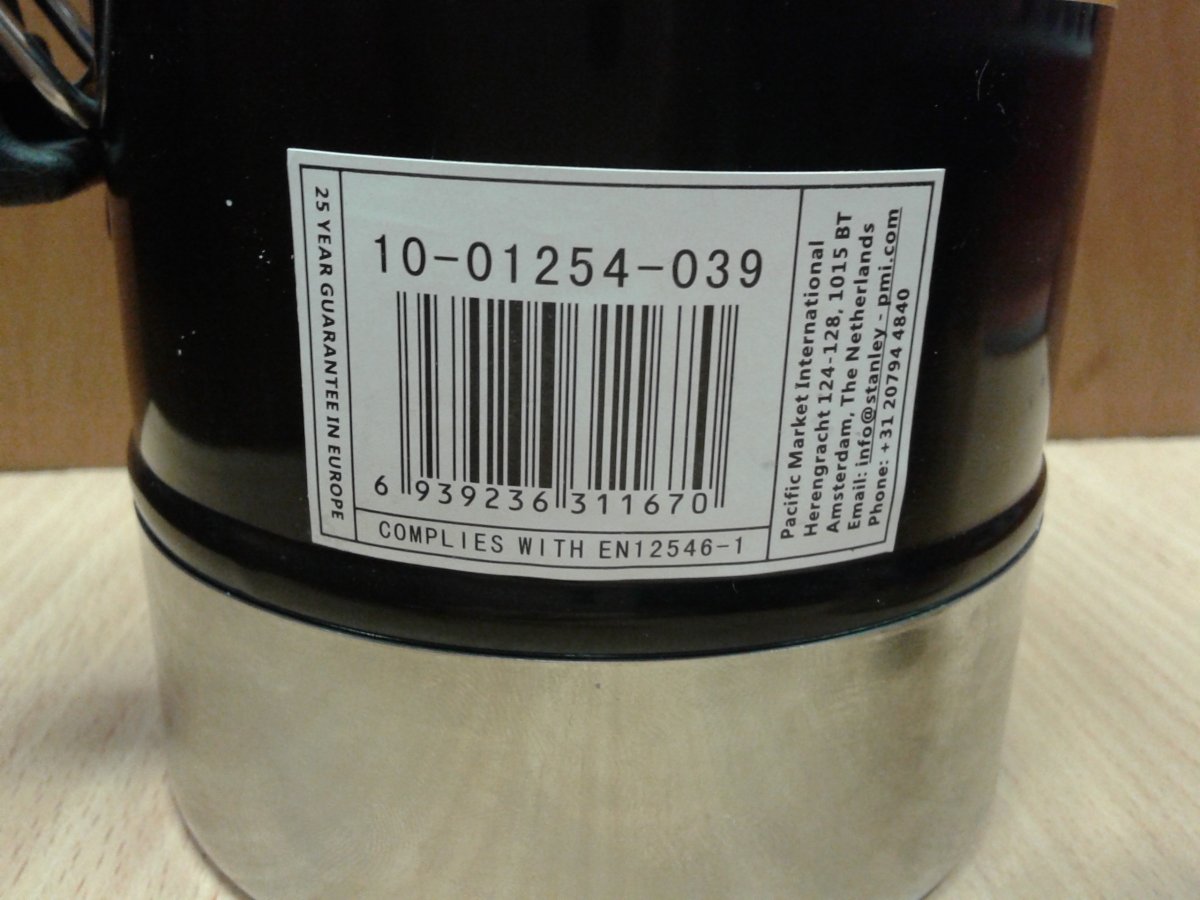 25 YEAR GUARANTEE IN EUROPE
10-01254-039
6 939236 311670
COMPLIES WITH EN12546-1
Pacific Market International
Herengracht 124-128, 1015 BT
Amsterdam, The Netherlands
Email: info@stanley - pmi.com
Phone: +31 20794 4840